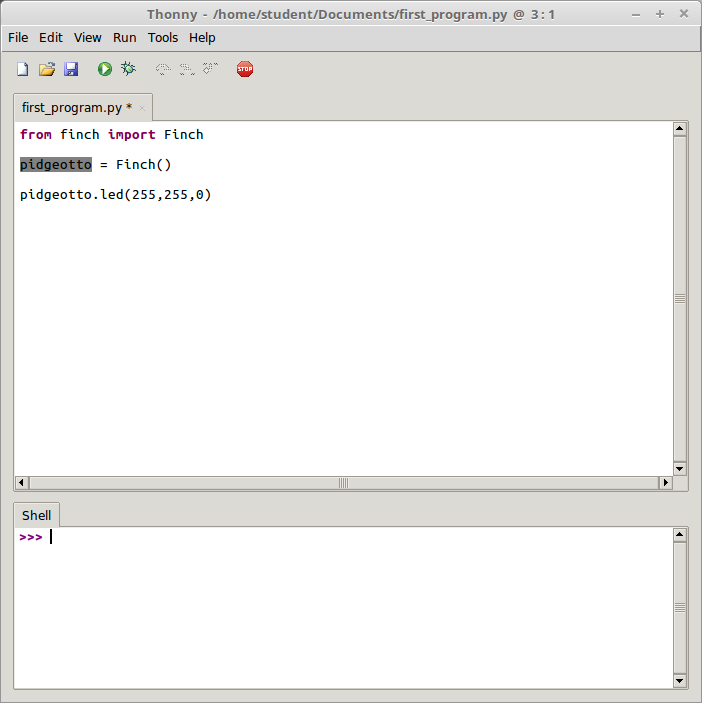 Thonny - /home/student/Documents/first_program.py @ 3:1
File Edit View Run Tools Help
STOP
first_program.py *
from finch import Finch
pidgeotto = Finch()
pidgeotto.led(255,255,0)
Shell
>>>